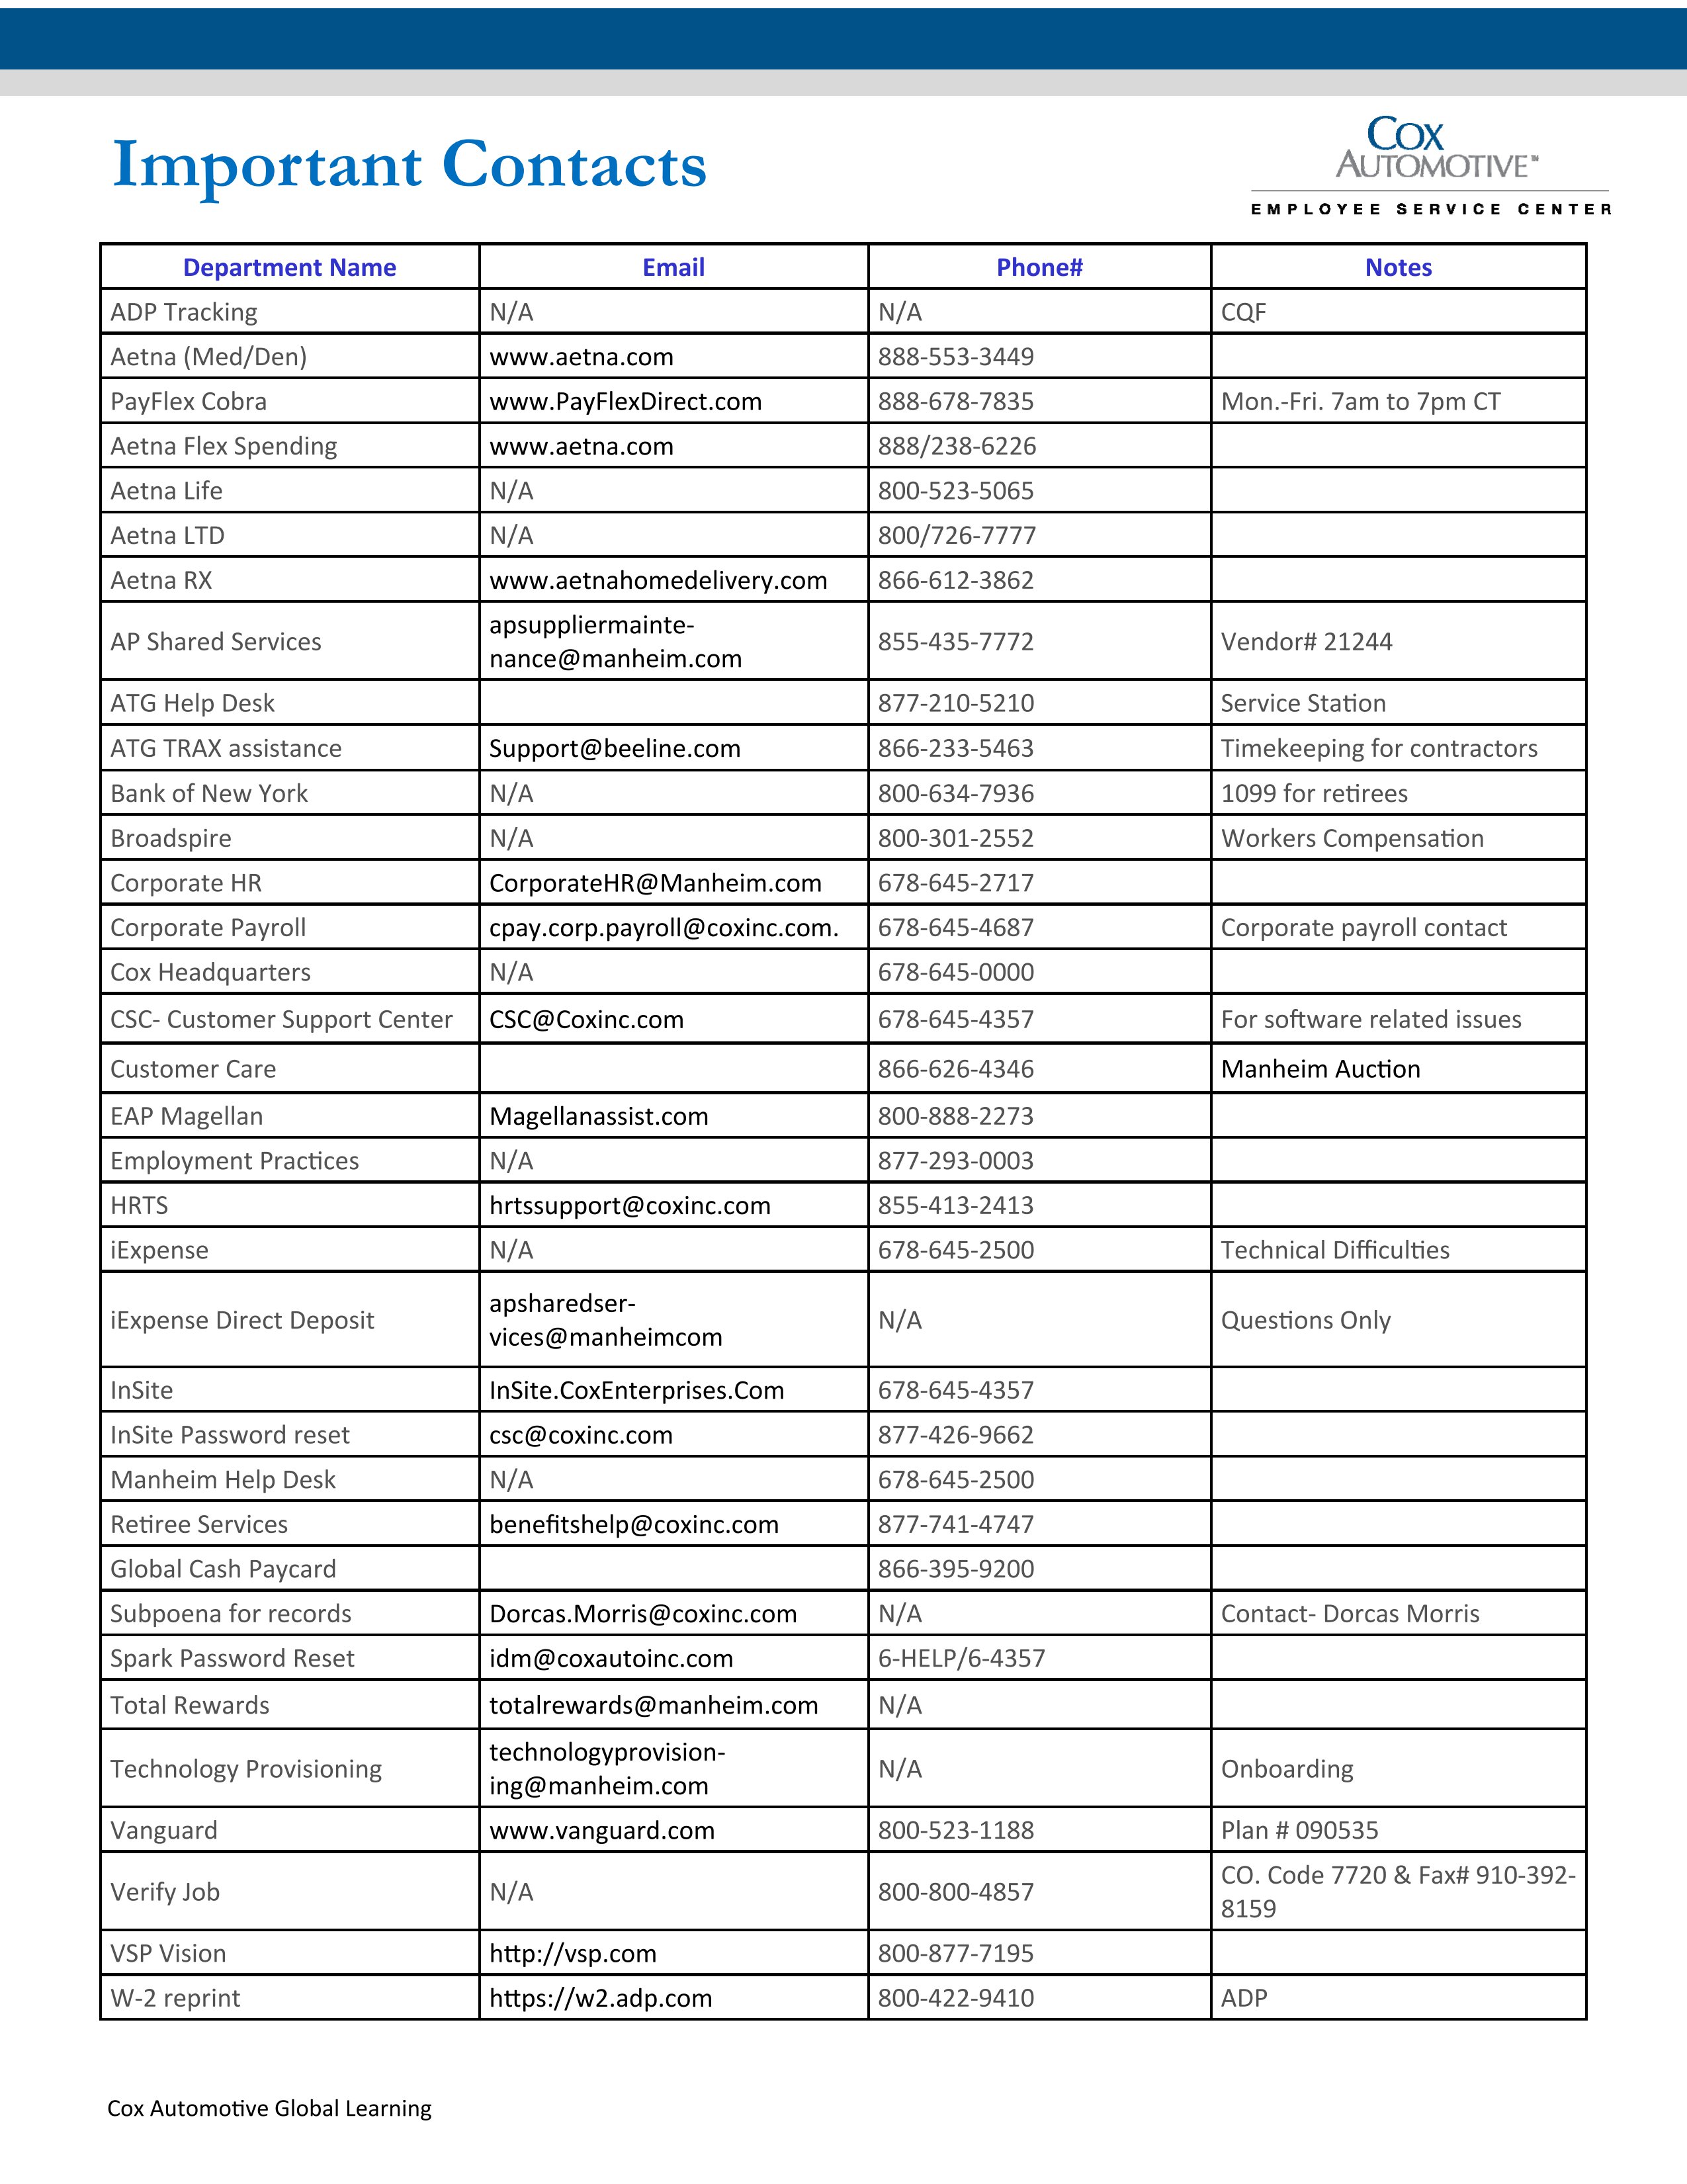 Important Contacts
COX
AUTOMOTIVE™
EMPLOYEE SERVICE CENTER
Department Name Email Phone# Notes
ADP Tracking N/A N/A CQF
Aetna (Med/Den) www.aetna.com 888-553-3449
PayFlex Cobra www.PayFlexDirect.com 888-678-7835 Mon.-Fri. 7am to 7pm CT
Aetna Flex Spending www.aetna.com 888/238-6226
Aetna Life N/A 800-523-5065
Aetna LTD N/A 800/726-7777
Aetna RX www.aetnahomedelivery.com 866-612-3862
AP Shared Services apsuppliermainte-
nance@manheim.com 855-435-7772 Vendor# 21244
ATG Help Desk 877-210-5210 Service Station
ATG TRAX assistance Support@beeline.com 866-233-5463 Timekeeping for contractors
Bank of New York N/A 800-634-7936 1099 for retirees
Broadspire N/A 800-301-2552 Workers Compensation
Corporate HR CorporateHR@Manheim.com 678-645-2717
Corporate Payroll cpay.corp.payroll@coxinc.com. 678-645-4687 Corporate payroll contact
Cox Headquarters N/A 678-645-0000
CSC- Customer Support Center CSC@Coxinc.com 678-645-4357 For software related issues
Customer Care 866-626-4346 Manheim Auction
EAP Magellan Magellanassist.com 800-888-2273
Employment Practices N/A 877-293-0003
HRTS hrtssupport@coxinc.com 855-413-2413
iExpense N/A 678-645-2500 Technical Difficulties
iExpense Direct Deposit apsharedser-
vices@manheimcom N/A Questions Only
InSite InSite.CoxEnterprises.Com 678-645-4357
InSite Password reset csc@coxinc.com 877-426-9662
Manheim Help Desk N/A 678-645-2500
Retiree Services benefitshelp@coxinc.com 877-741-4747
Global Cash Paycard 866-395-9200
Subpoena for records Dorcas.Morris@coxinc.com N/A Contact- Dorcas Morris
Spark Password Reset idm@coxautoinc.com 6-HELP/6-4357
Total Rewards totalrewards@manheim.com N/A
Technology Provisioning technologyprovision-
ing@manheim.com N/A Onboarding
Vanguard www.vanguard.com 800-523-1188 Plan # 090535
Verify Job N/A 800-800-4857 CO. Code 7720 & Fax# 910-392-
8159
VSP Vision http://vsp.com 800-877-7195
W-2 reprint https://w2.adp.com 800-422-9410 ADP
Cox Automotive Global Learning